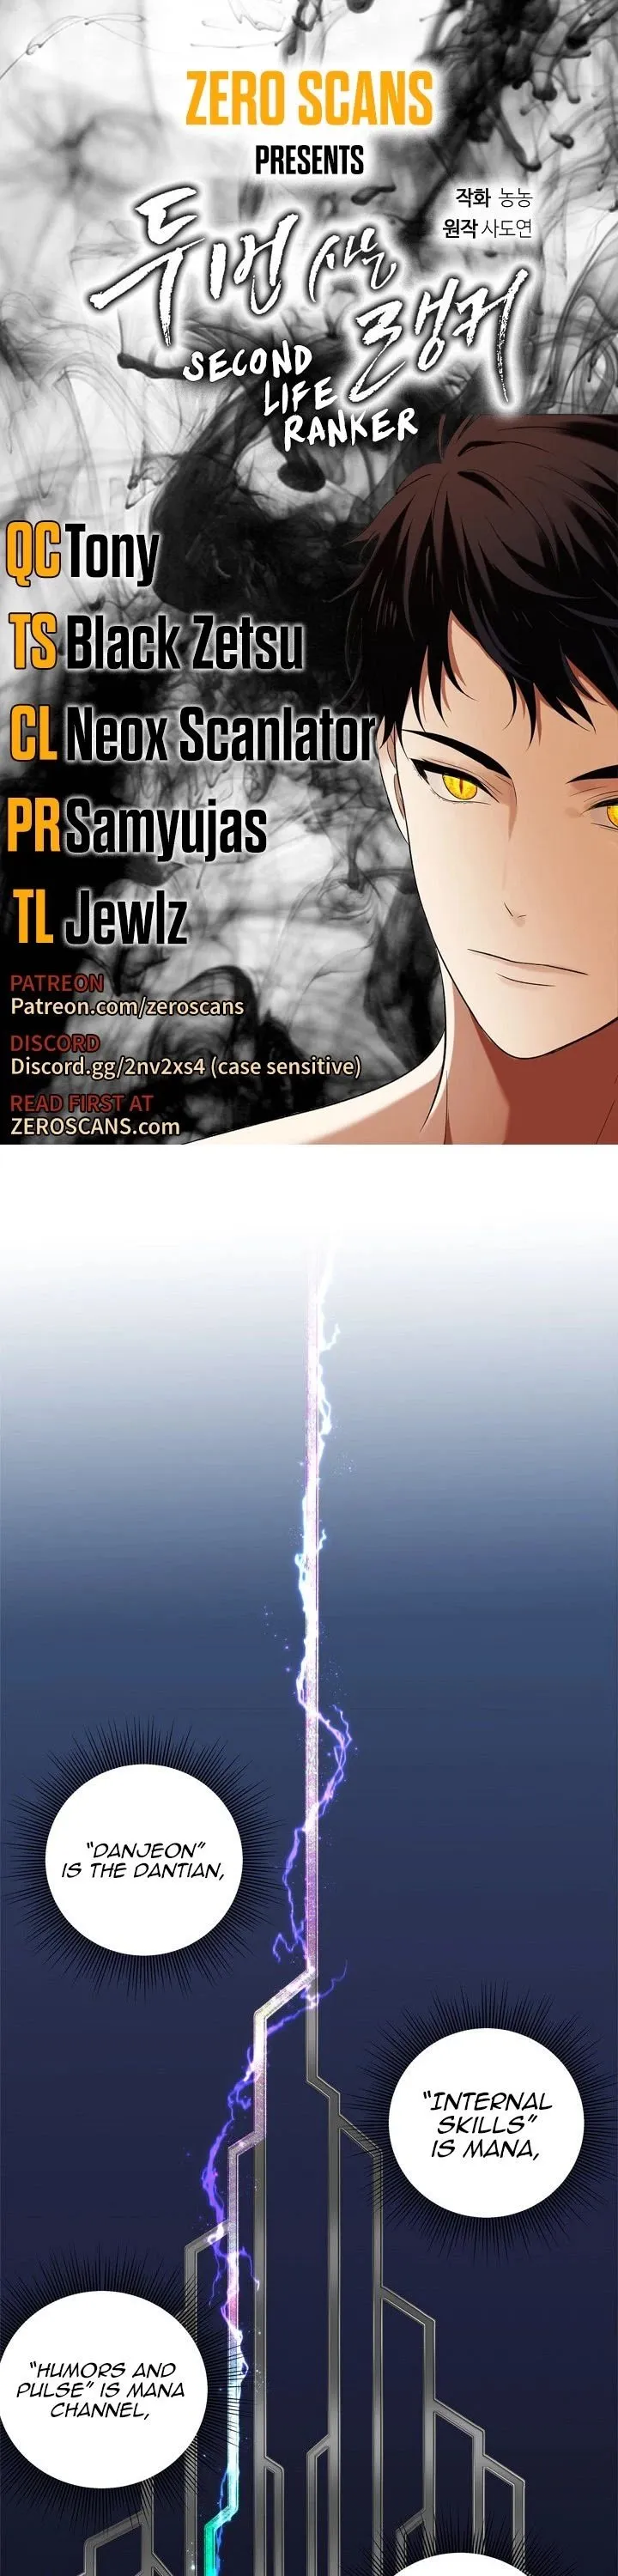 ZERO SCANS
PRESENTS
작화 농농
원작 사도연
두 번 사는
랭커
SECOND
LIFE
RANKER
QC Tony
TS Black Zetsu
CL Neox Scanlator
PR Samyujas
TL Jewlz
PATREON
Patreon.com/zeroscans
DISCORD
Discord.gg/2nv2xs4 (case sensitive)
READ FIRST AT
ZEROSCANS.com
"DANJEON"
IS THE DANTIAN,
"INTERNAL
SKILLS"
IS MANA,
"HUMORS AND
PULSE" IS MANA
CHANNEL,